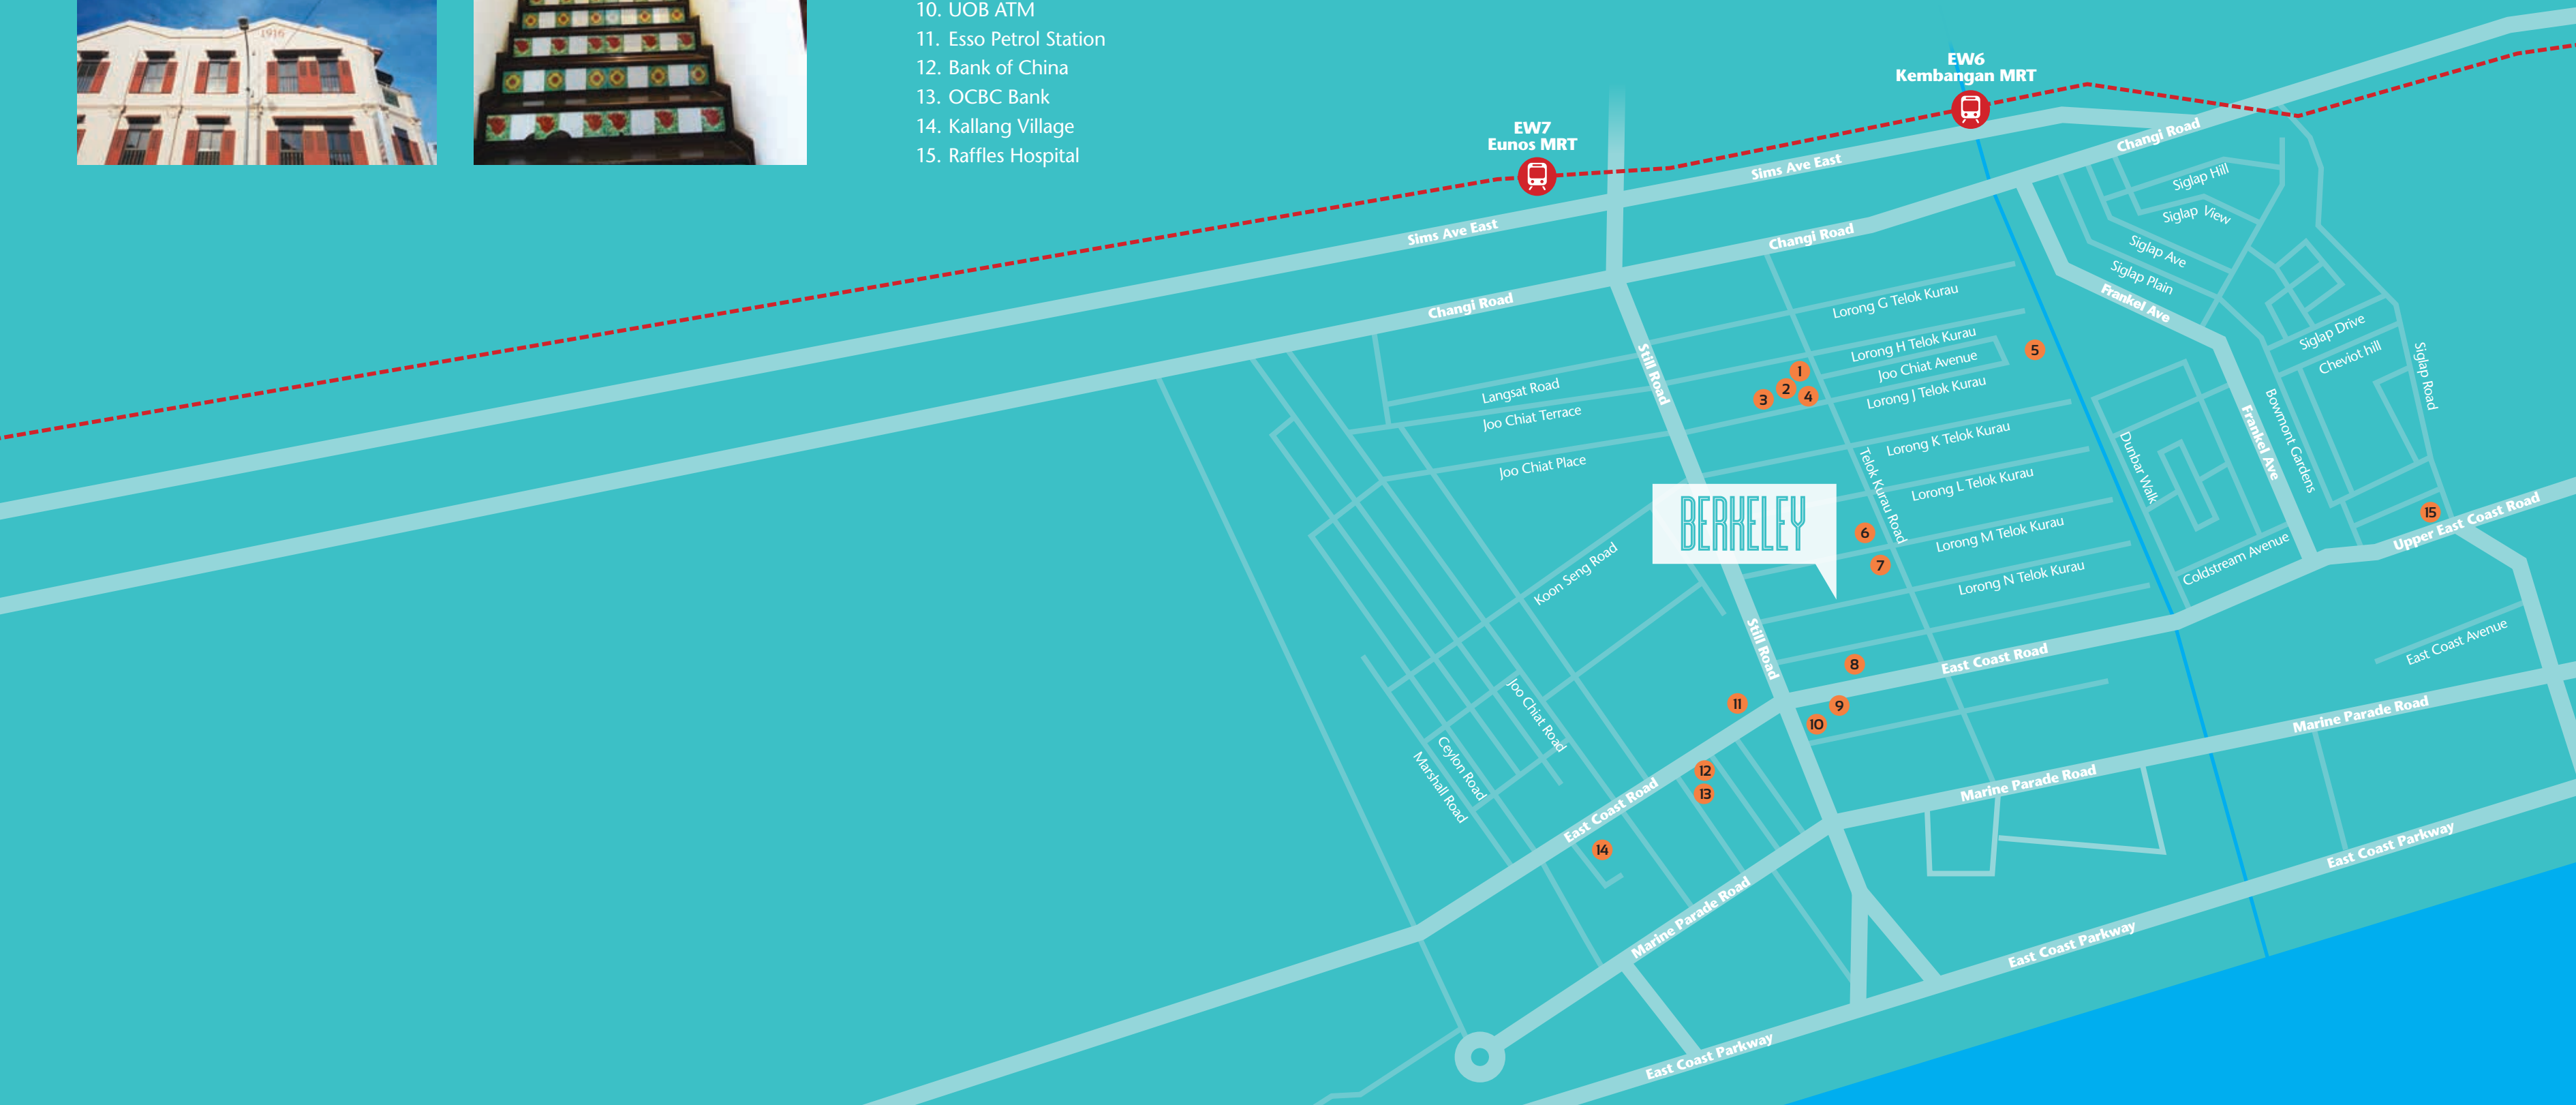 1916
10. UOB ATM
11. Esso Petrol Station
12. Bank of China
13. OCBC Bank
14. Kallang Village
15. Raffles Hospital
EW6
Kembangan MRT
EW7
Eunos MRT
Changi Road
Sims Ave East
Siglap Hill
Siglap View
Sims Ave East
Changi Road
Siglap Ave
Siglap Plain
Frankel Ave
Changi Road
Lorong G Telok Kurau
Siglap Drive
Lorong H Telok Kurau
5
Cheviot hill
Siglap Road
Still Road
1
Joo Chiat Avenue
2
4
3
Lorong J Telok Kurau
Langsat Road
Joo Chiat Terrace
Bowmont Gardens
Frankel Ave
Lorong K Telok Kurau
Dunbar Walk
Joo Chiat Place
Lorong L Telok Kurau
Telok Kurau Road
BERKELEY
15
Upper East Coast Road
6
Lorong M Telok Kurau
7
Coldstream Avenue
Koon Seng Road
Lorong N Telok Kurau
Still Road
East Coast Avenue
8
East Coast Road
11
9
10
Joo Chiat Road
Marine Parade Road
Ceylon Road
Marshall Road
12
13
Marine Parade Road
East Coast Road
14
East Coast Parkway
Marine Parade Road
East Coast Parkway
East Coast Parkway